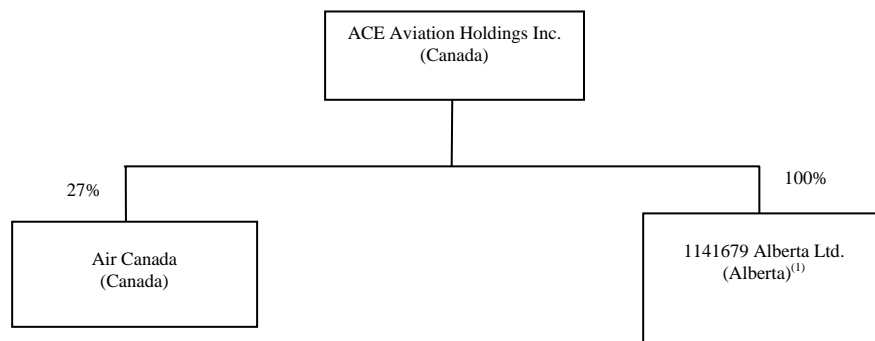 ACE Aviation Holdings Inc.
(Canada)
27%
100%
Air Canada
(Canada)
1141679 Alberta Ltd.
(Alberta)(1)